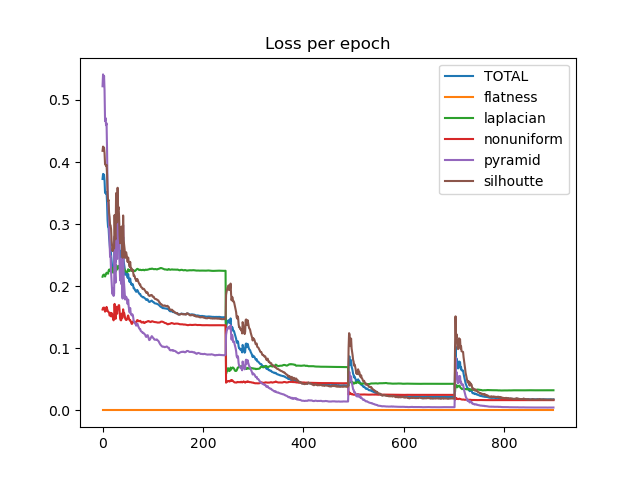 Loss per epoch
TOTAL
flatness
laplacian
nonuniform
pyramid
silhoutte
0.5
0.4
0.3
0.2
0.1
0.0
0 200 400 600 800